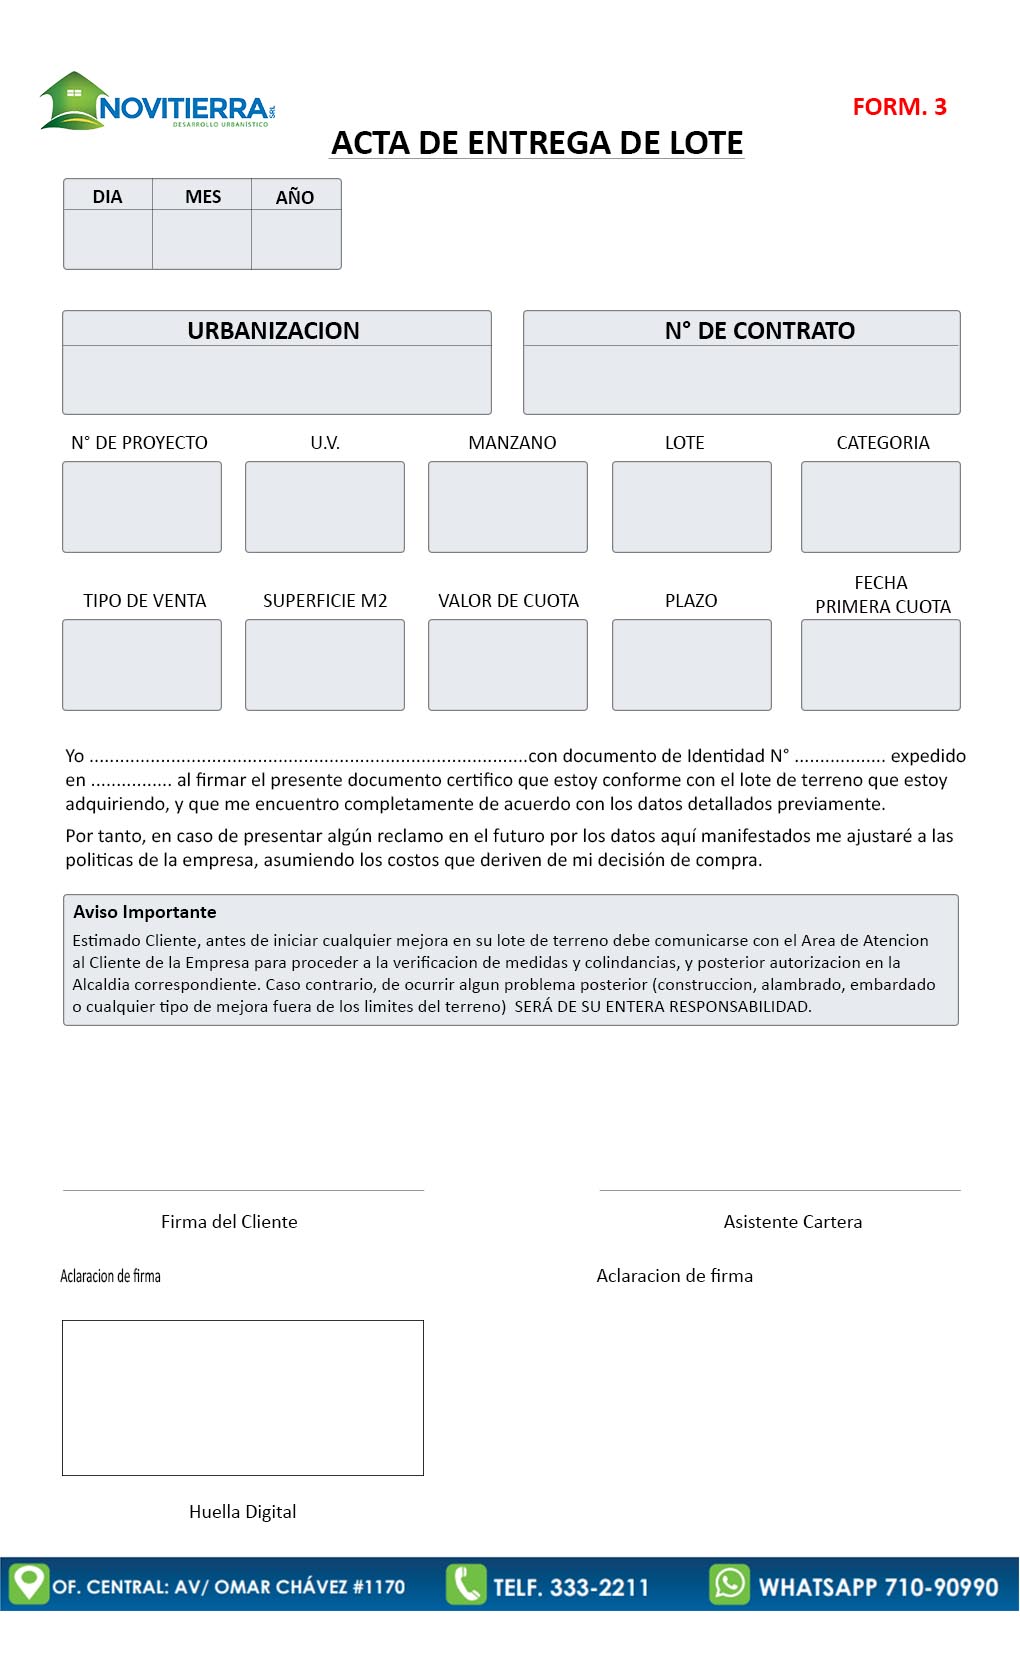 NOVITIERRA SRL
DESARROLLO URBANÍSTICO
FORM. 3
ACTA DE ENTREGA DE LOTE
DIA MES AÑO
URBANIZACION N° DE CONTRATO
N° DE PROYECTO U.V. MANZANO LOTE CATEGORIA
TIPO DE VENTA SUPERFICIE M2 VALOR DE CUOTA PLAZO FECHA
PRIMERA CUOTA
Yo .......................................................................................con documento de Identidad N° .................. expedido
en ................ al firmar el presente documento certifico que estoy conforme con el lote de terreno que estoy
adquiriendo, y que me encuentro completamente de acuerdo con los datos detallados previamente.
Por tanto, en caso de presentar algún reclamo en el futuro por los datos aquí manifestados me ajustaré a las
politicas de la empresa, asumiendo los costos que deriven de mi decisión de compra.
Aviso Importante
Estimado Cliente, antes de iniciar cualquier mejora en su lote de terreno debe comunicarse con el Area de Atencion
al Cliente de la Empresa para proceder a la verificacion de medidas y colindancias, y posterior autorizacion en la
Alcaldia correspondiente. Caso contrario, de ocurrir algun problema posterior (construccion, alambrado, embardado
o cualquier tipo de mejora fuera de los limites del terreno) SERÁ DE SU ENTERA RESPONSABILIDAD.
Firma del Cliente Asistente Cartera
Aclaracion de firma Aclaracion de firma
Huella Digital
OF. CENTRAL: AV/ OMAR CHÁVEZ #1170 TELF. 333-2211 WHATSAPP 710-90990